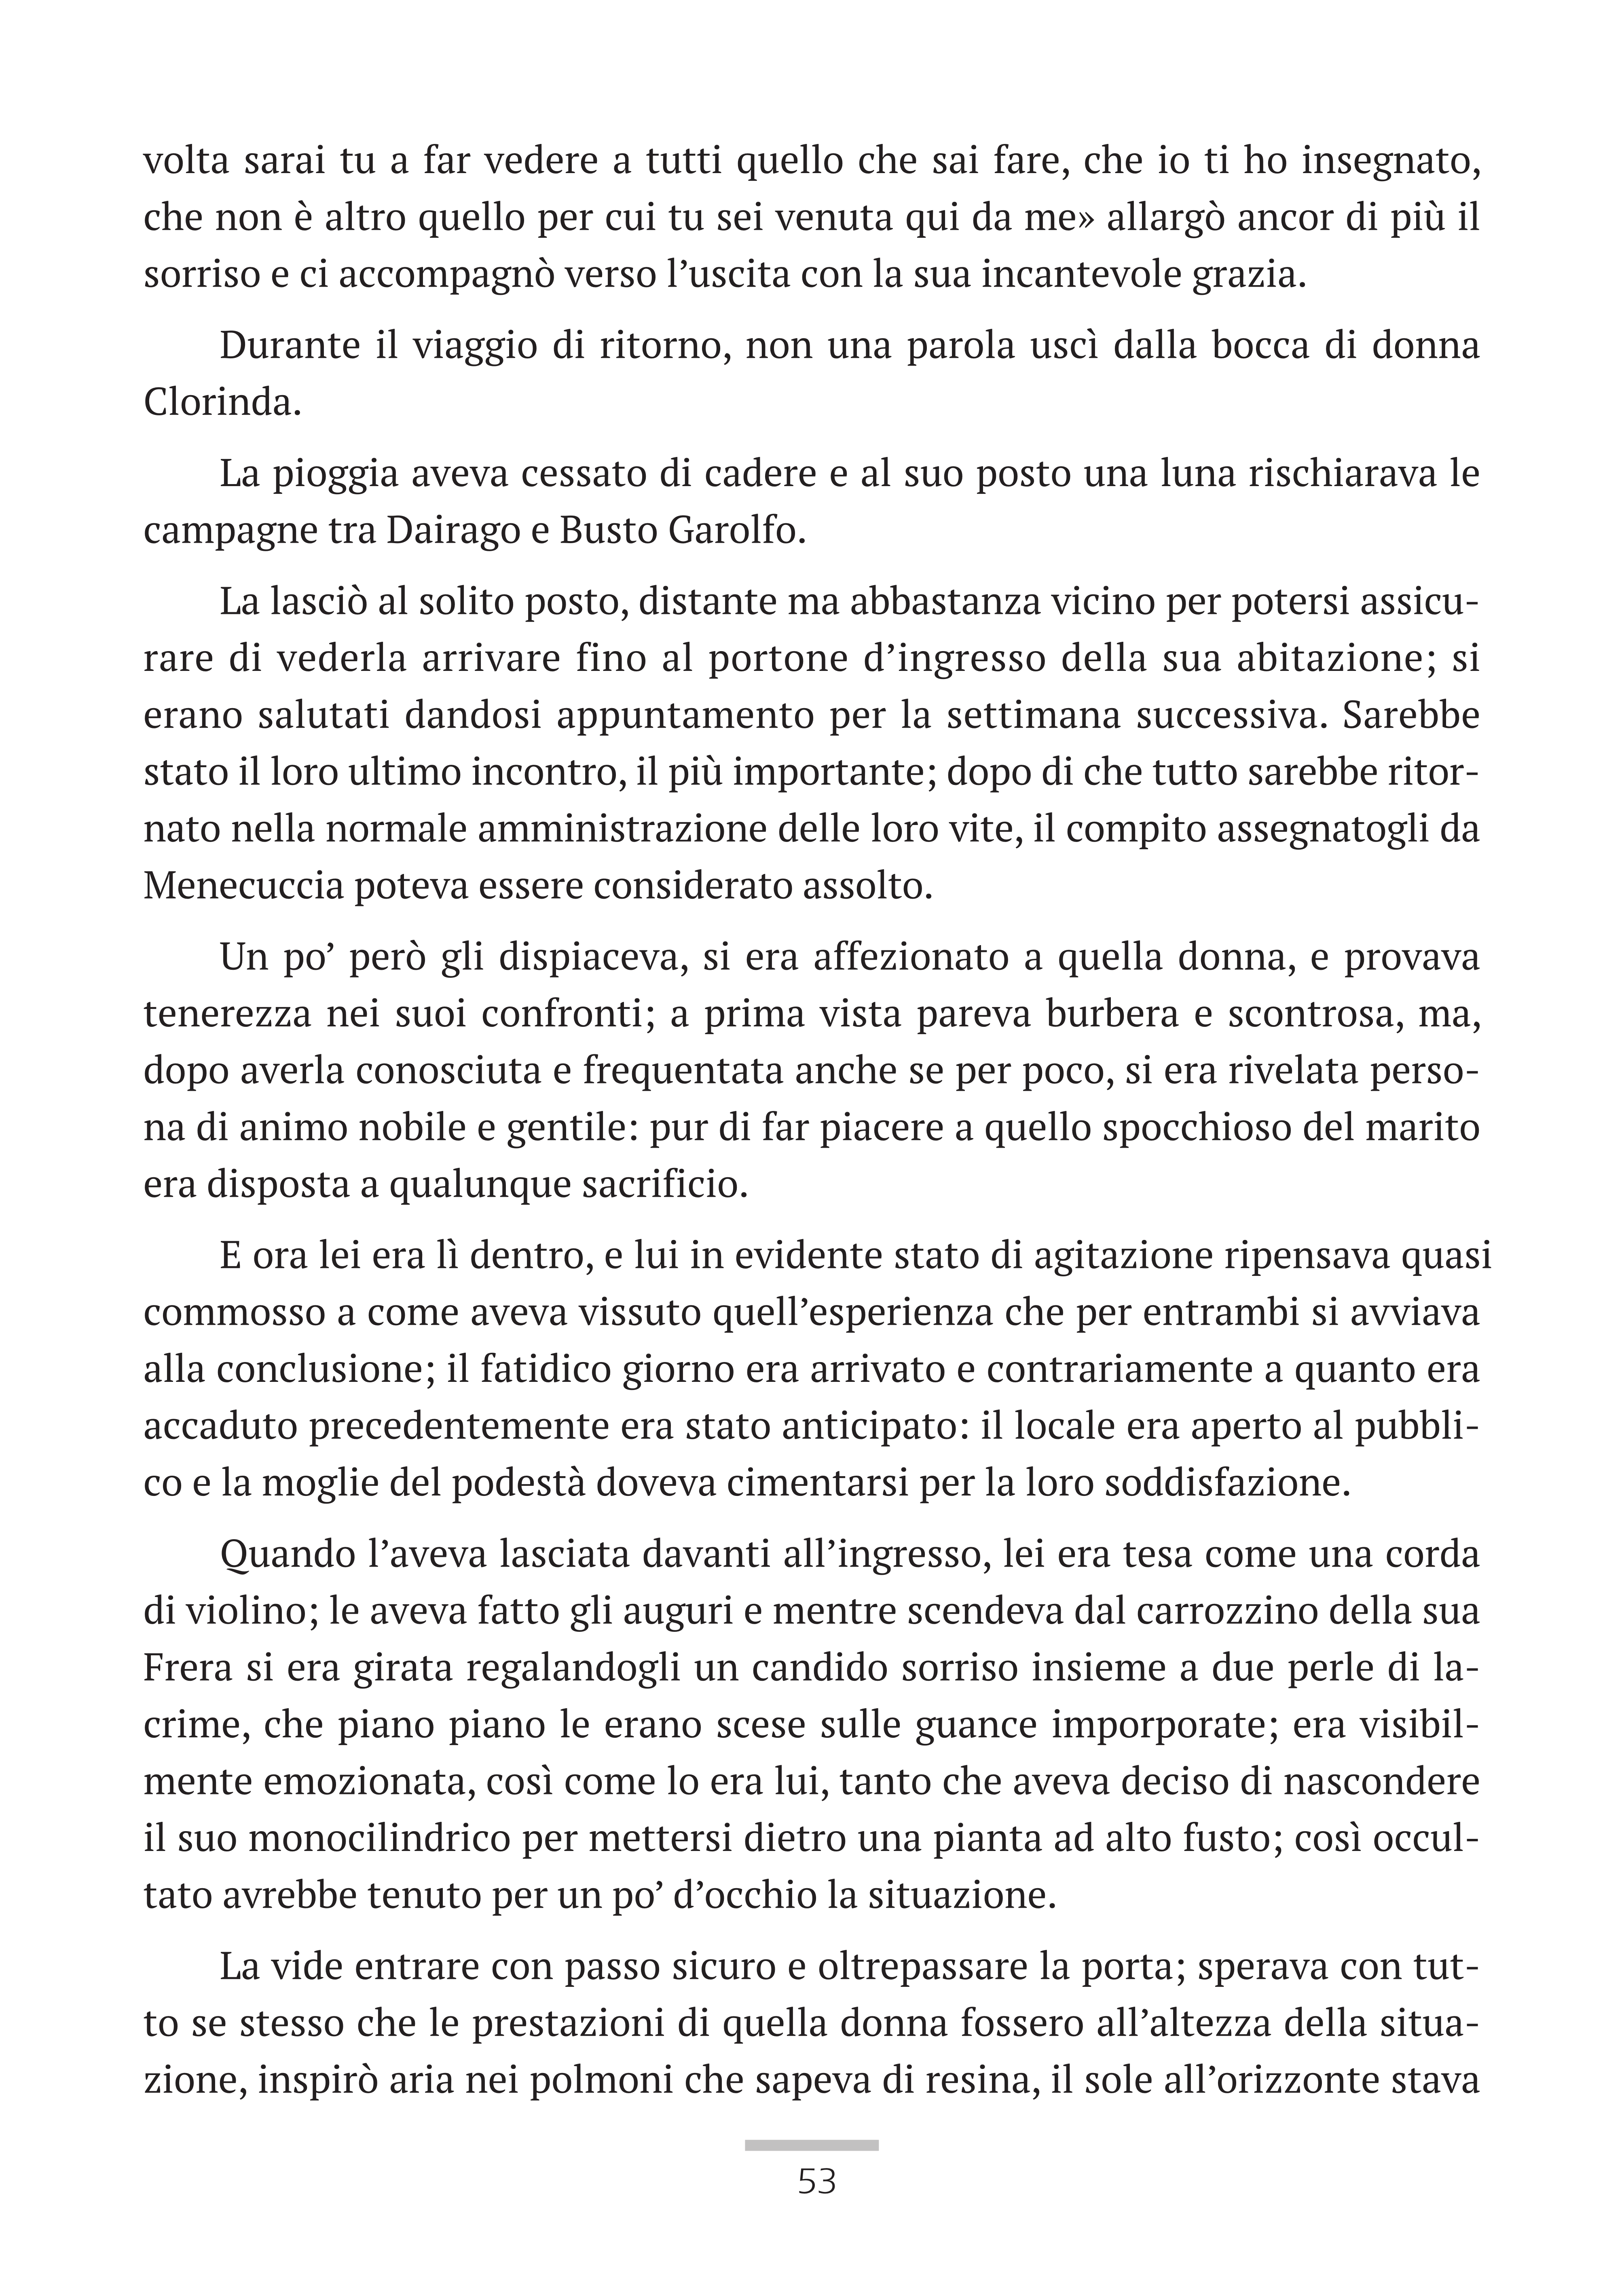 volta sarai tu a far vedere a tutti quello che sai fare, che io ti ho insegnato,
che non è altro quello per cui tu sei venuta qui da me» allargò ancor di più il
sorriso e ci accompagnò verso l’uscita con la sua incantevole grazia.
Durante il viaggio di ritorno, non una parola uscì dalla bocca di donna
Clorinda.
La pioggia aveva cessato di cadere e al suo posto una luna rischiarava le
campagne tra Dairago e Busto Garolfo.
La lasciò al solito posto, distante ma abbastanza vicino per potersi assicu-
rare di vederla arrivare fino al portone d’ingresso della sua abitazione; si
erano salutati dandosi appuntamento per la settimana successiva. Sarebbe
stato il loro ultimo incontro, il più importante; dopo di che tutto sarebbe ritor-
nato nella normale amministrazione delle loro vite, il compito assegnatogli da
Menecuccia poteva essere considerato assolto.
Un po’ però gli dispiaceva, si era affezionato a quella donna, e provava
tenerezza nei suoi confronti; a prima vista pareva burbera e scontrosa, ma,
dopo averla conosciuta e frequentata anche se per poco, si era rivelata perso-
na di animo nobile e gentile: pur di far piacere a quello spocchioso del marito
era disposta a qualunque sacrificio.
E ora lei era lì dentro, e lui in evidente stato di agitazione ripensava quasi
commosso a come aveva vissuto quell’esperienza che per entrambi si avviava
alla conclusione; il fatidico giorno era arrivato e contrariamente a quanto era
accaduto precedentemente era stato anticipato: il locale era aperto al pubbli-
co e la moglie del podestà doveva cimentarsi per la loro soddisfazione.
Quando l’aveva lasciata davanti all’ingresso, lei era tesa come una corda
di violino; le aveva fatto gli auguri e mentre scendeva dal carrozzino della sua
Frera si era girata regalandogli un candido sorriso insieme a due perle di la-
crime, che piano piano le erano scese sulle guance imporporate; era visibil-
mente emozionata, così come lo era lui, tanto che aveva deciso di nascondere
il suo monocilindrico per mettersi dietro una pianta ad alto fusto; così occul-
tato avrebbe tenuto per un po’ d’occhio la situazione.
La vide entrare con passo sicuro e oltrepassare la porta; sperava con tut-
to se stesso che le prestazioni di quella donna fossero all’altezza della situa-
zione, inspirò aria nei polmoni che sapeva di resina, il sole all’orizzonte stava
53